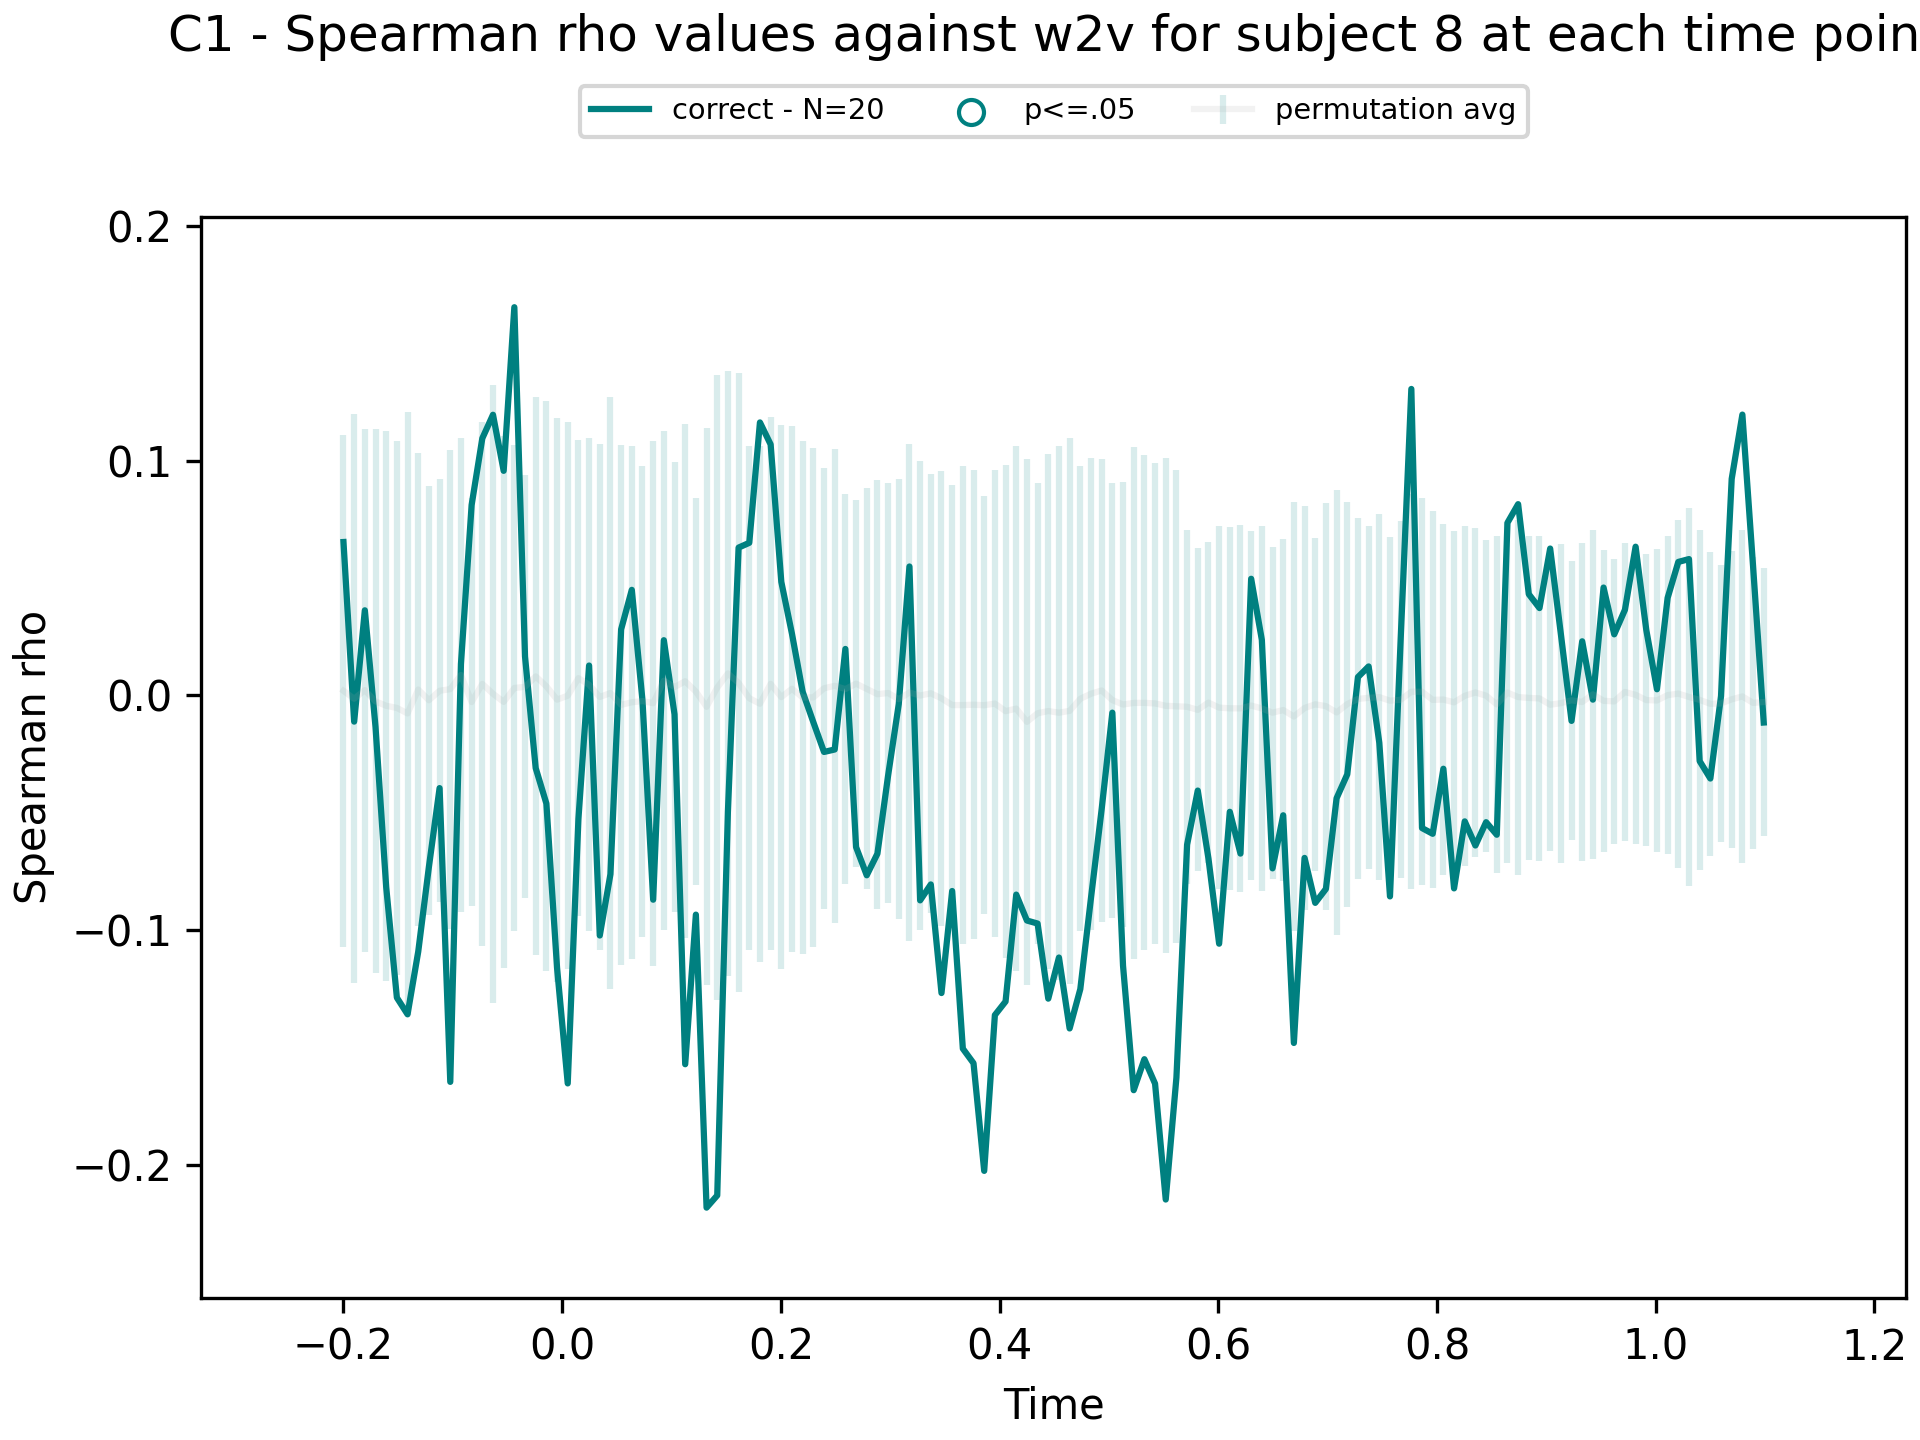 C1 - Spearman rho values against w2v for subject 8 at each time poin
correct - N=20 p<=.05 permutation avg
0.2
0.1
0.0
−0.1
−0.2
Spearman rho
−0.2 0.0 0.2 0.4 0.6 0.8 1.0 1.2
Time